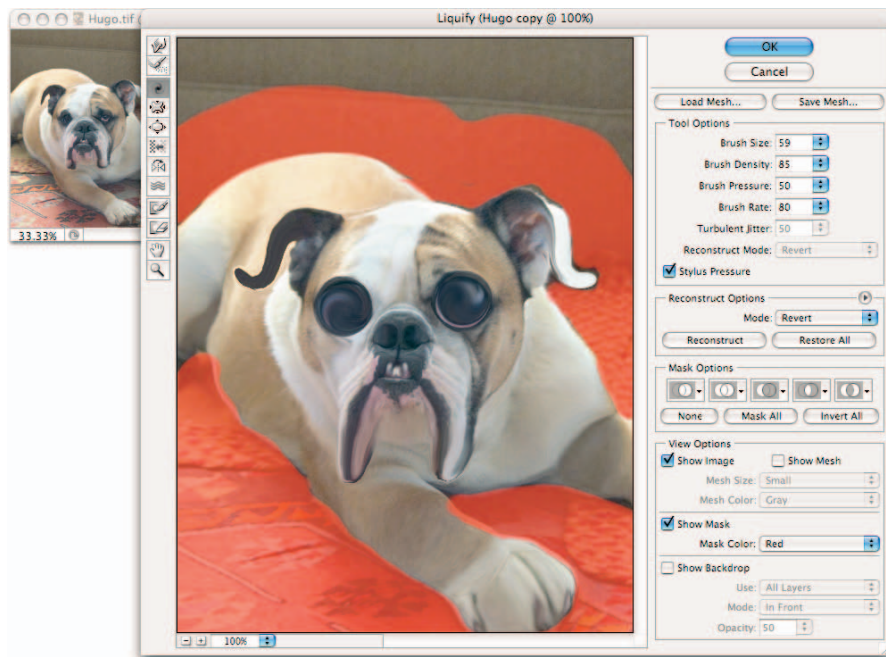 Hugo.tif
Liquify (Hugo copy @ 100%)
33.33%
OK
Cancel
Load Mesh...
Save Mesh...
Tool Options
Brush Size: 59
Brush Density: 85
Brush Pressure: 50
Brush Rate: 80
Turbulent Jitter: 50
Reconstruct Mode: Revert
Stylus Pressure
Reconstruct Options
Mode: Revert
Reconstruct
Restore All
Mask Options
None
Mask All
Invert All
View Options
Show Image
Show Mesh
Mesh Size: Small
Mesh Color: Gray
Show Mask
Mask Color: Red
Show Backdrop
Use: All Layers
Mode: In Front
Opacity: 50
100%